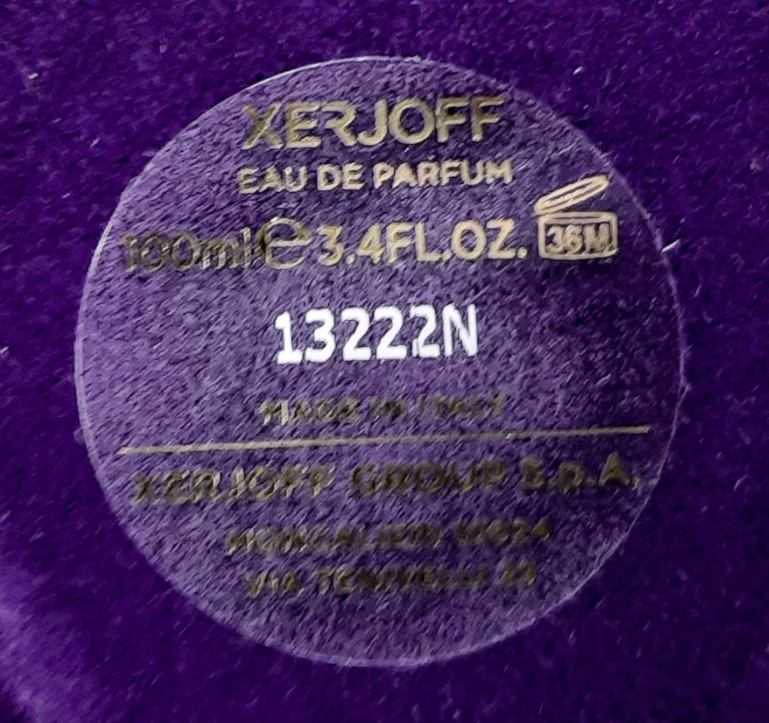 XERJOFF
EAU DE PARFUM
100ml e 3.4FL.OZ. 36M
13222N
MADE IN ITALY
XERJOFF GROUP S.p.A.
MONCALIERI 10024
VIA TENIVELLI 29